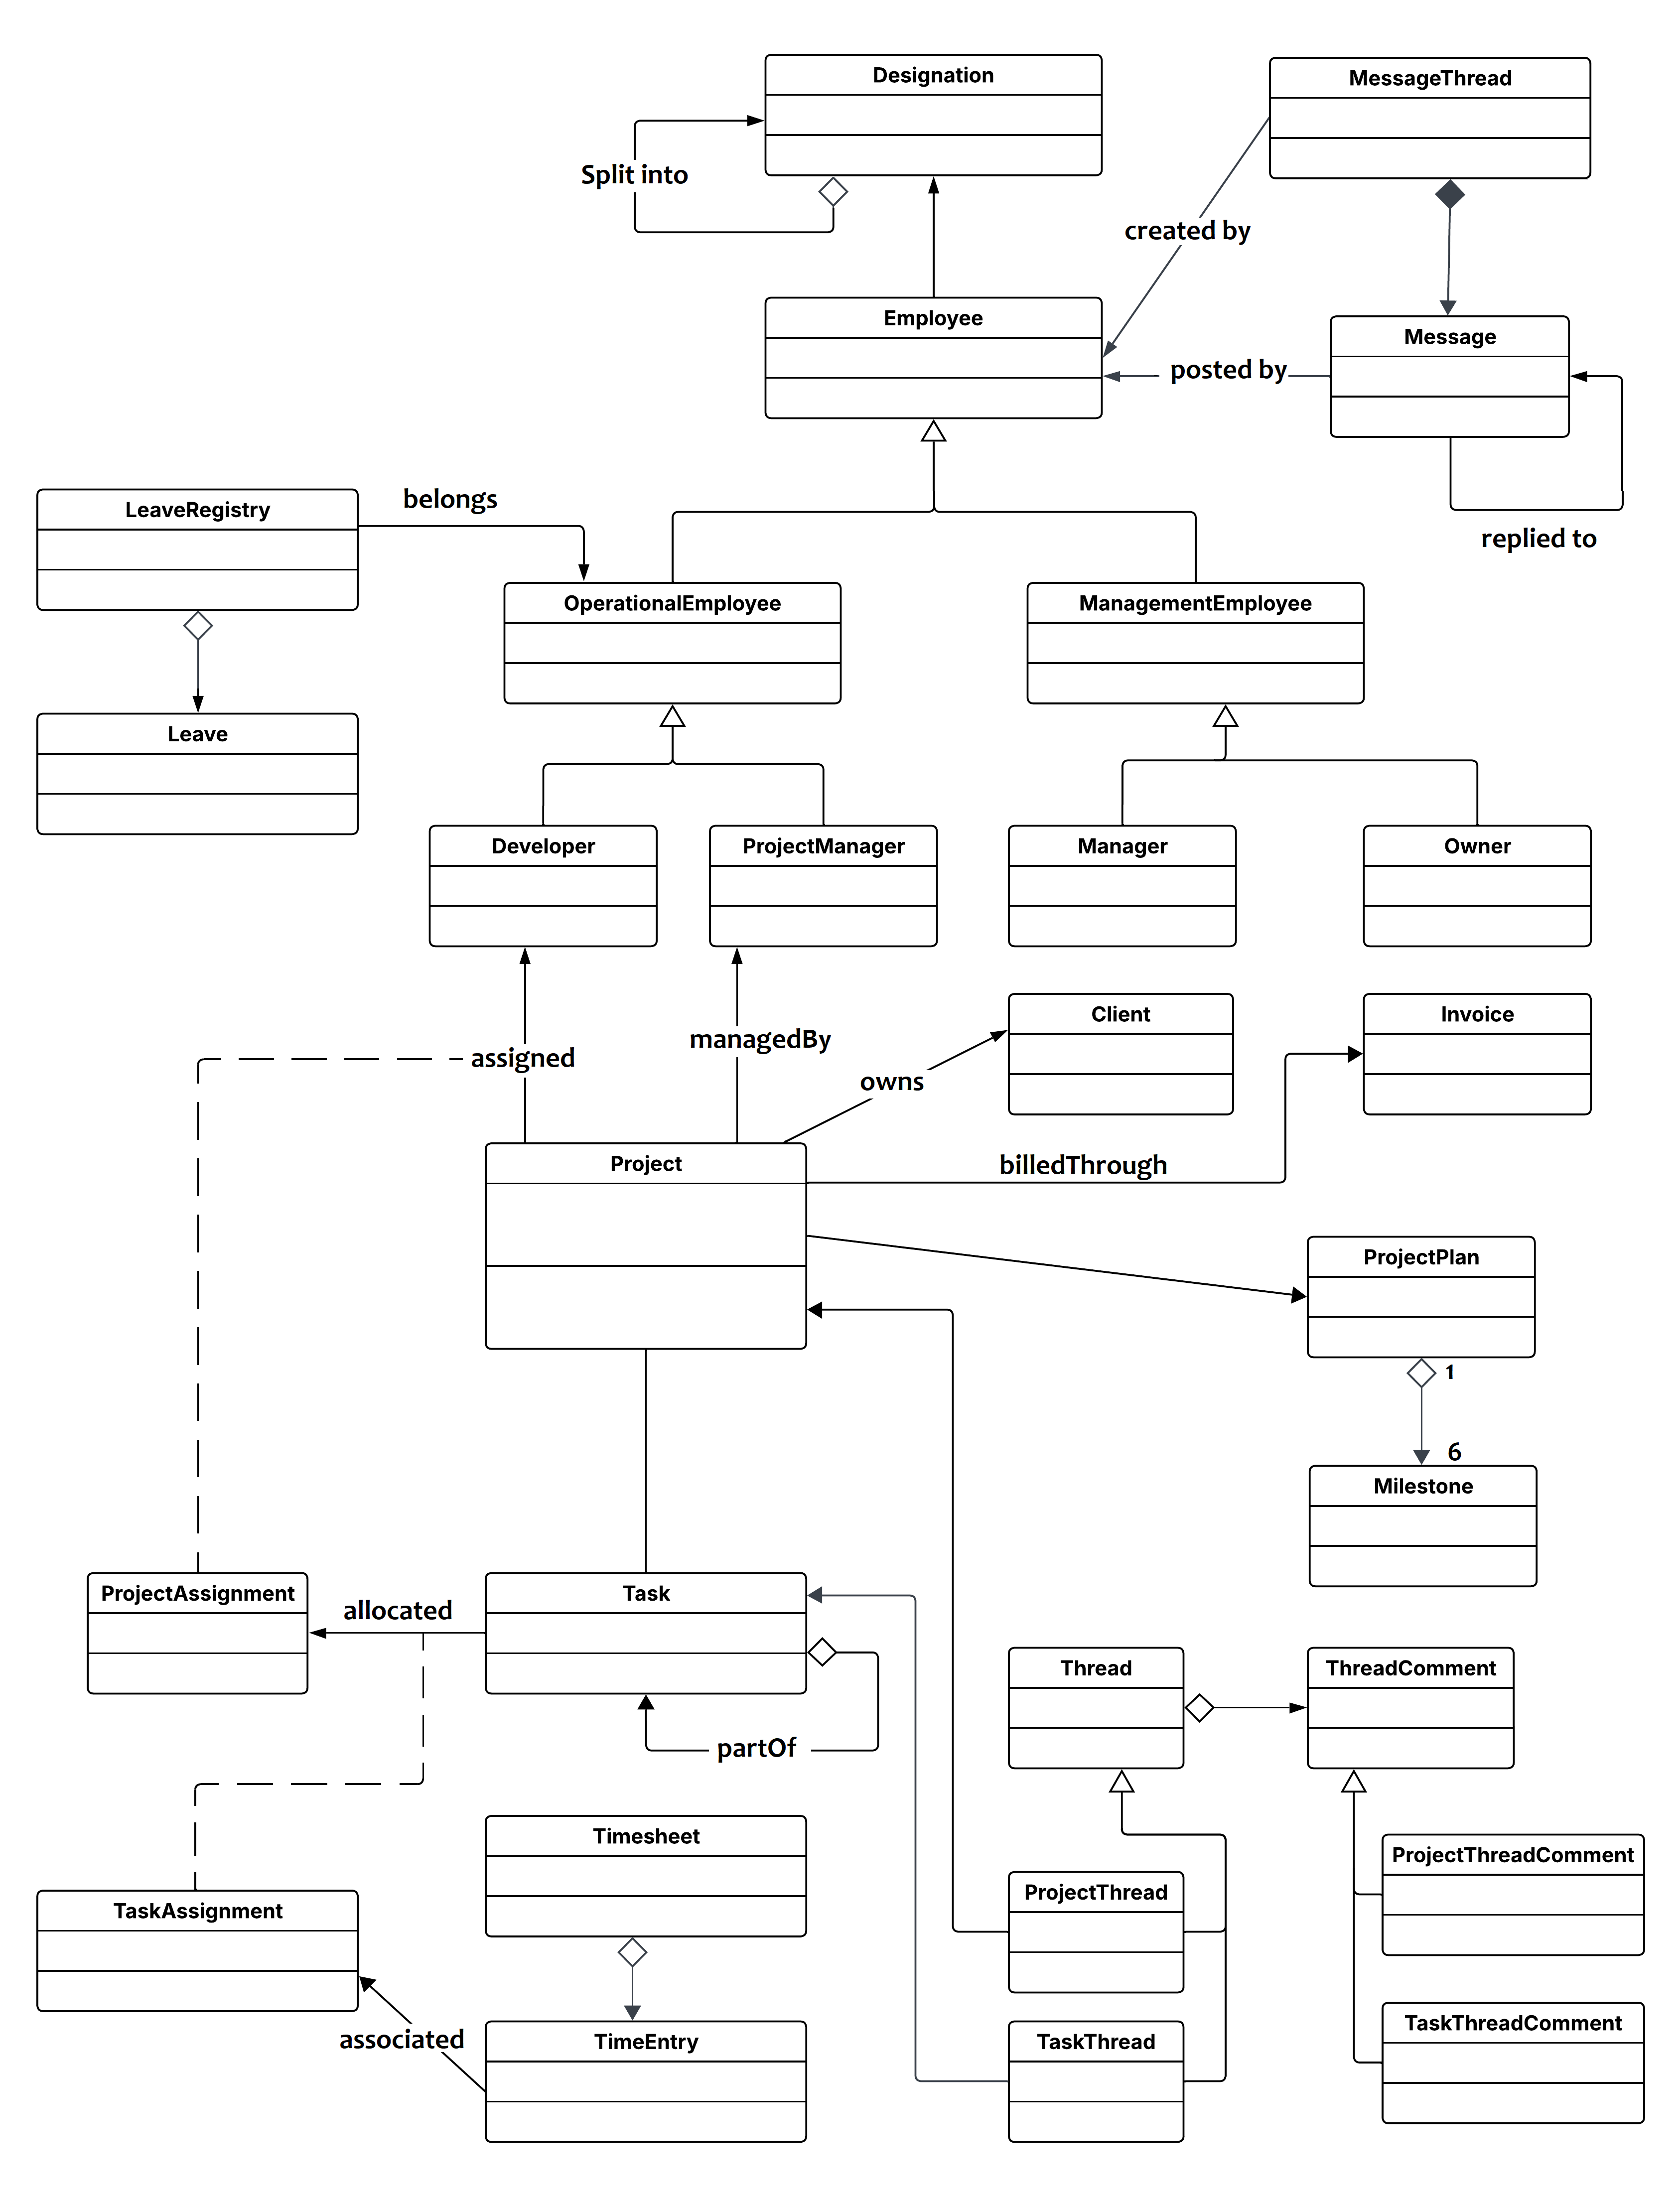 Designation
MessageThread
Split into
created by
Employee
Message
posted by
LeaveRegistry
belongs
replied to
OperationalEmployee
ManagementEmployee
Leave
Developer
ProjectManager
Manager
Owner
Client
Invoice
managedBy
assigned
owns
Project
billedThrough
ProjectPlan
1
6
Milestone
ProjectAssignment
allocated
Task
Thread
ThreadComment
partOf
Timesheet
ProjectThreadComment
ProjectThread
TaskAssignment
TaskThreadComment
associated
TimeEntry
TaskThread